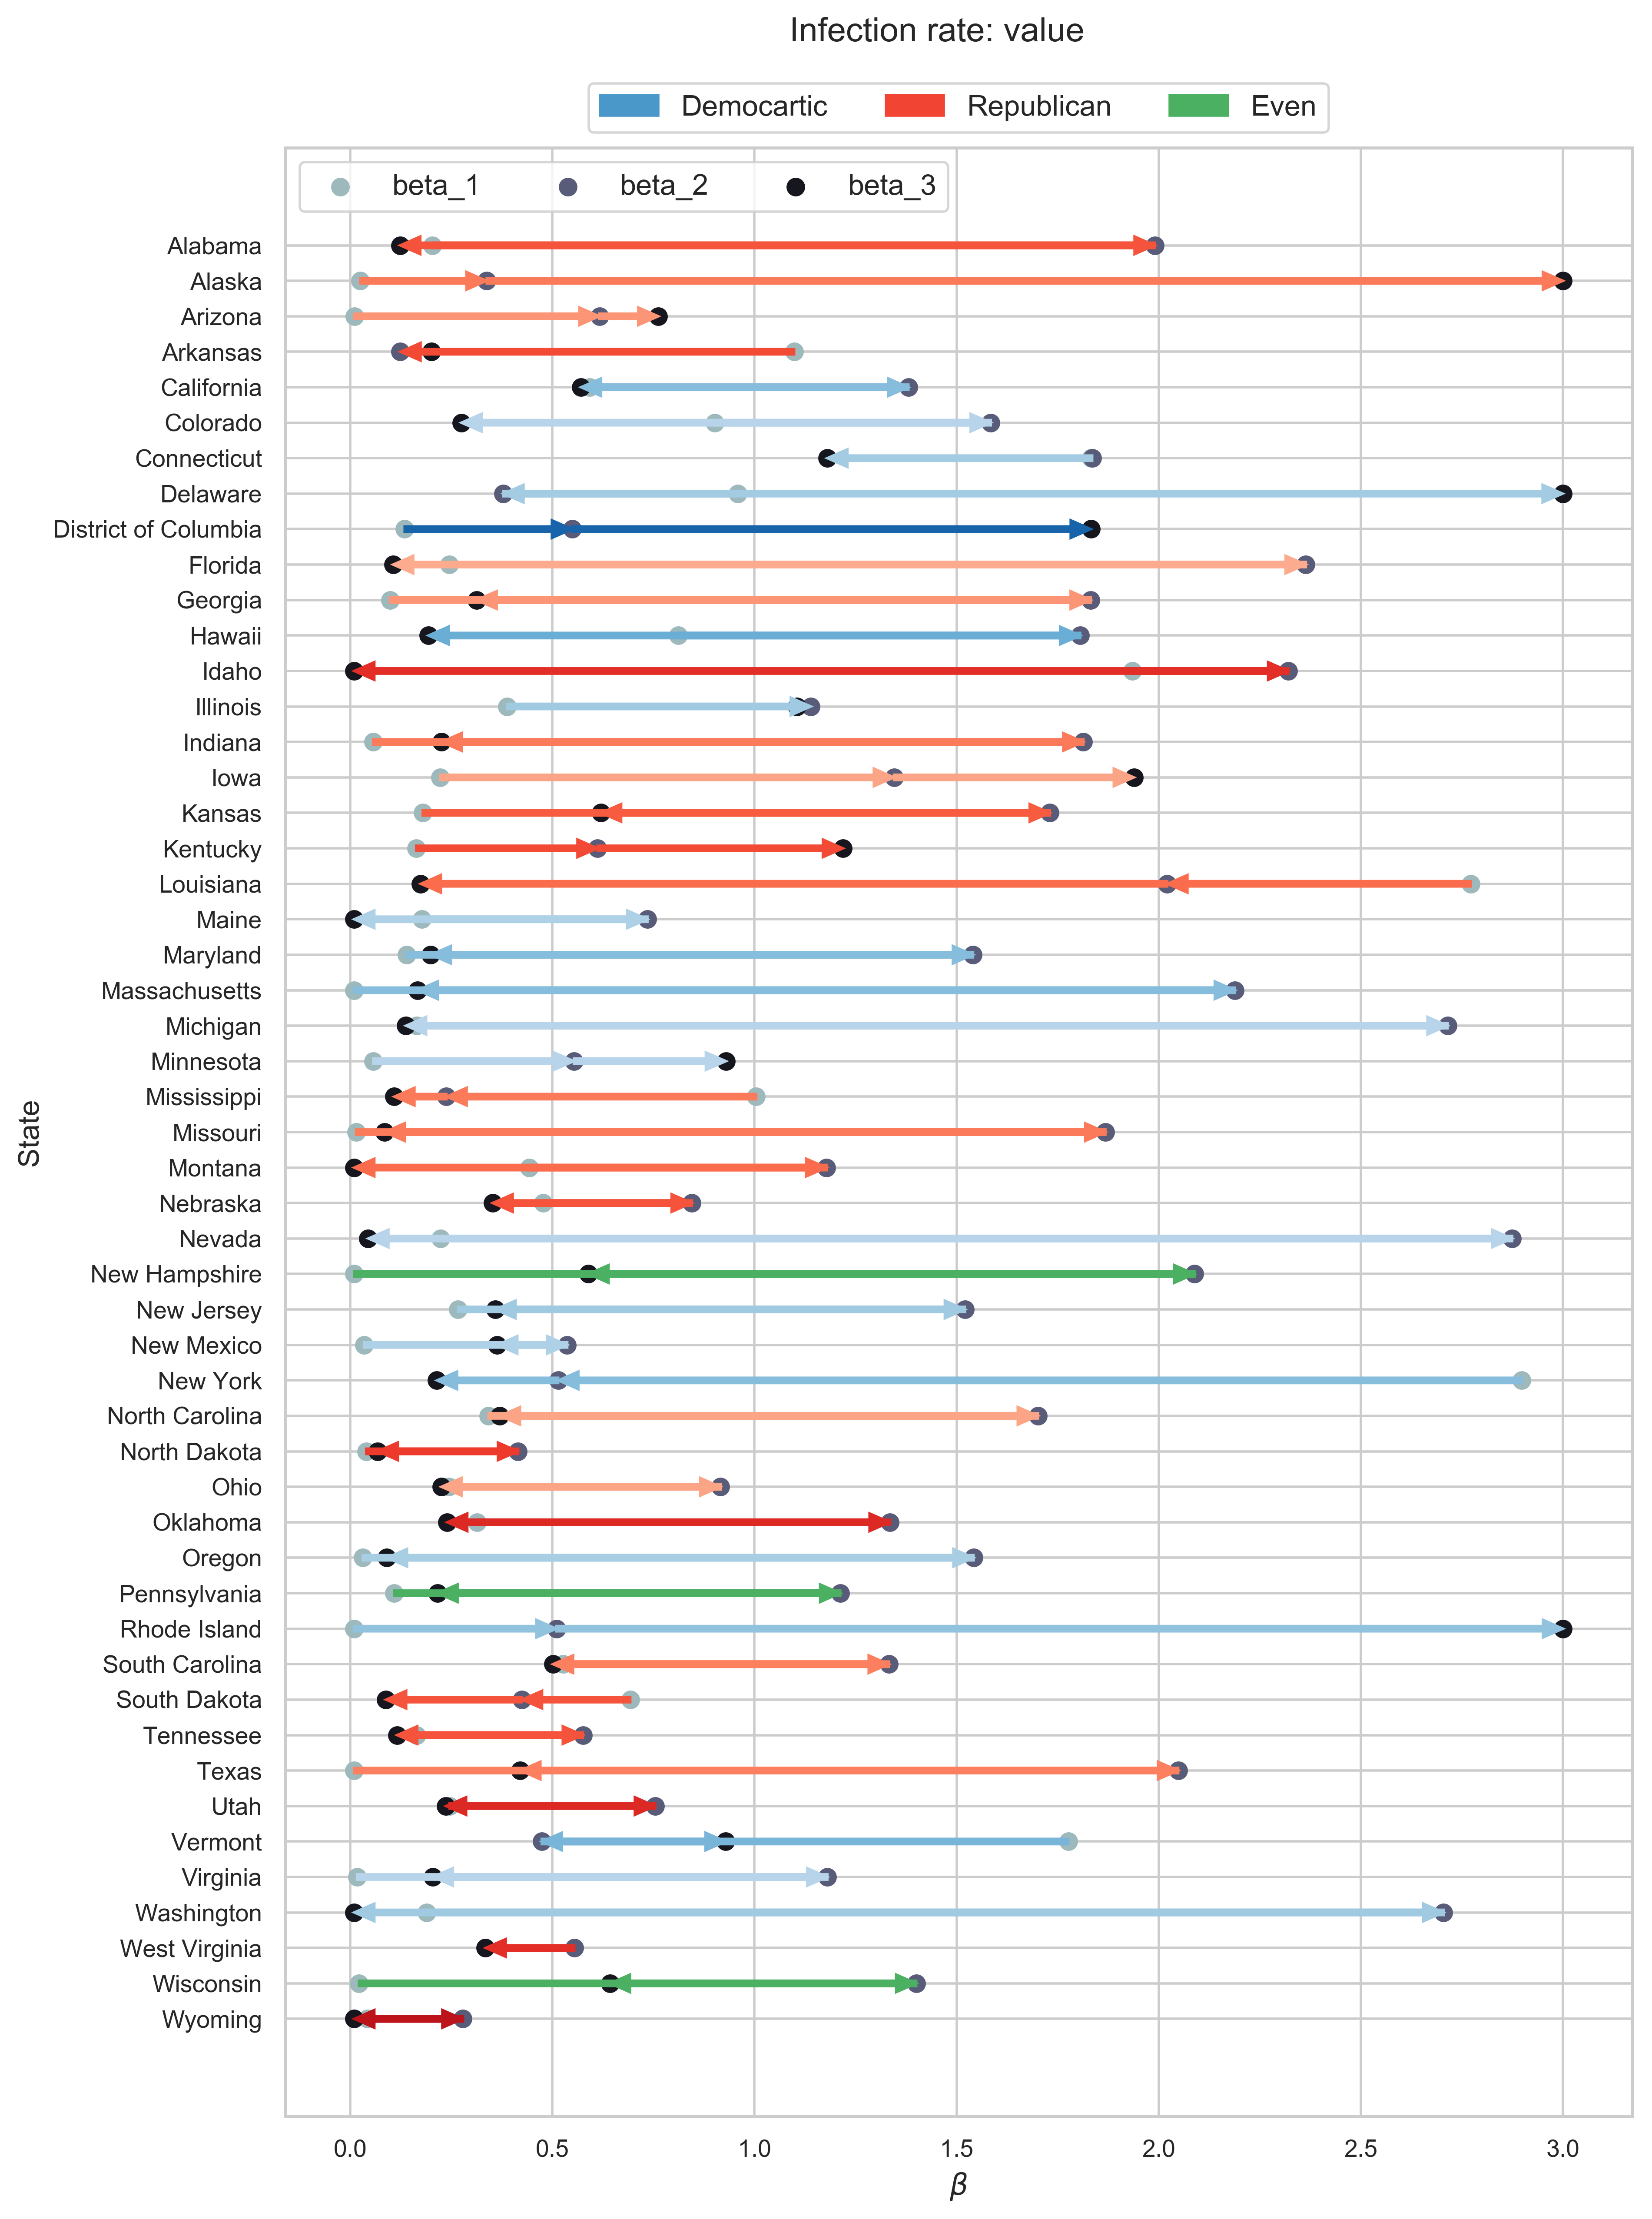 Infection rate: value
Democartic Republican Even
beta_1 beta_2 beta_3
Alabama
Alaska
Arizona
Arkansas
California
Colorado
Connecticut
Delaware
District of Columbia
Florida
Georgia
Hawaii
Idaho
Illinois
Indiana
Iowa
Kansas
Kentucky
Louisiana
Maine
Maryland
Massachusetts
Michigan
Minnesota
Mississippi
Missouri
Montana
Nebraska
Nevada
New Hampshire
New Jersey
New Mexico
New York
North Carolina
North Dakota
Ohio
Oklahoma
Oregon
Pennsylvania
Rhode Island
South Carolina
South Dakota
Tennessee
Texas
Utah
Vermont
Virginia
Washington
West Virginia
Wisconsin
Wyoming
State
0.0 0.5 1.0 1.5 2.0 2.5 3.0
β